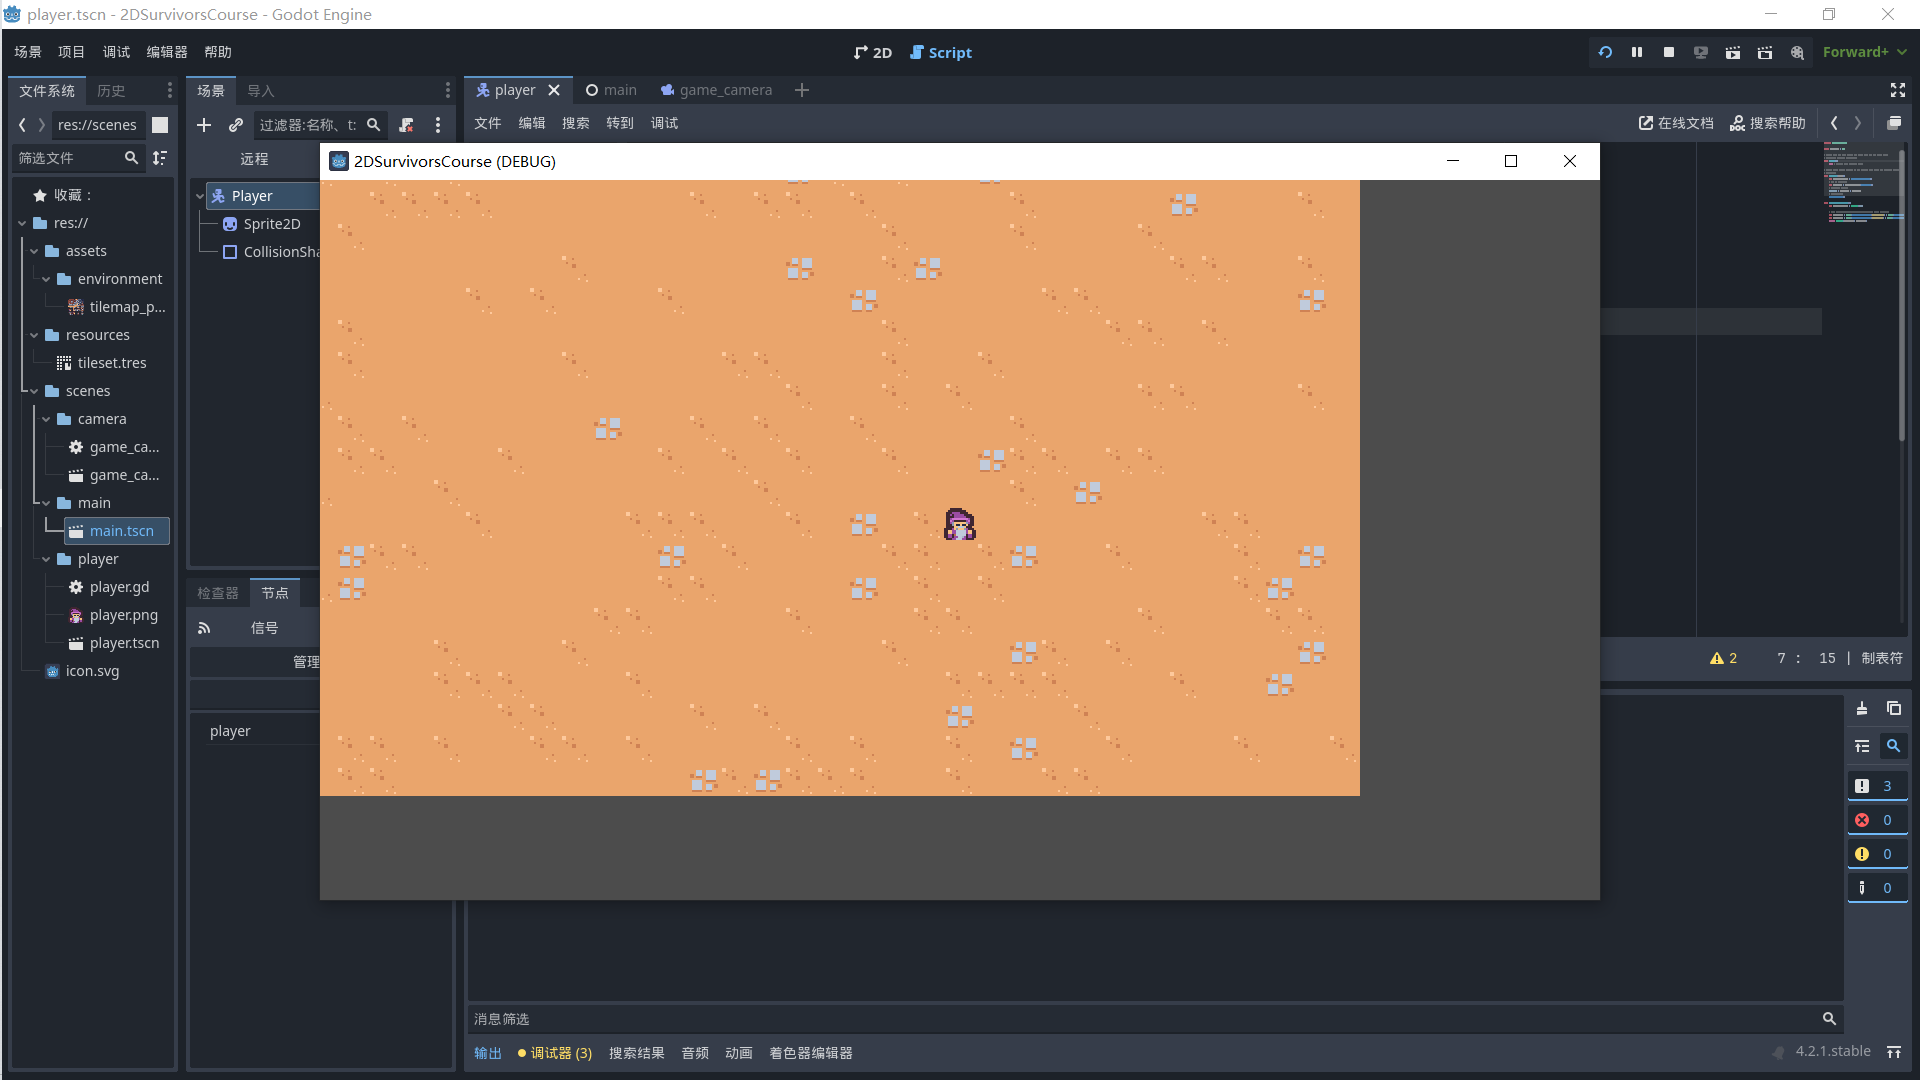 player.tscn - 2DSurvivorsCourse - Godot Engine
场景 项目 调试 编辑器 帮助
2D Script
Forward+
文件系统 历史
场景 导入
player main game_camera
res://scenes
过滤器:名称、t:
文件 编辑 搜索 转到 调试
在线文档 搜索帮助
筛选文件
远程
2DSurvivorsCourse (DEBUG)
收藏：
res://
assets
environment
tilemap_p...
resources
tileset.tres
scenes
camera
game_ca...
game_ca...
main
main.tscn
player
player.gd
player.png
player.tscn
icon.svg
Player
Sprite2D
CollisionSha
检查器 节点
信号
管理
player
2 7 : 15 | 制表符
3
0
0
0
消息筛选
输出 调试器 (3) 搜索结果 音频 动画 着色器编辑器
4.2.1.stable